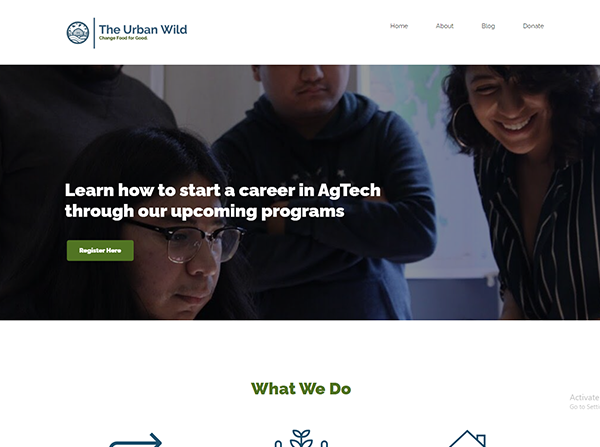 The Urban Wild
Change Food for Good.
Home About Blog Donate
Learn how to start a career in AgTech
through our upcoming programs
Register Here
What We Do
Activate
Go to Setti